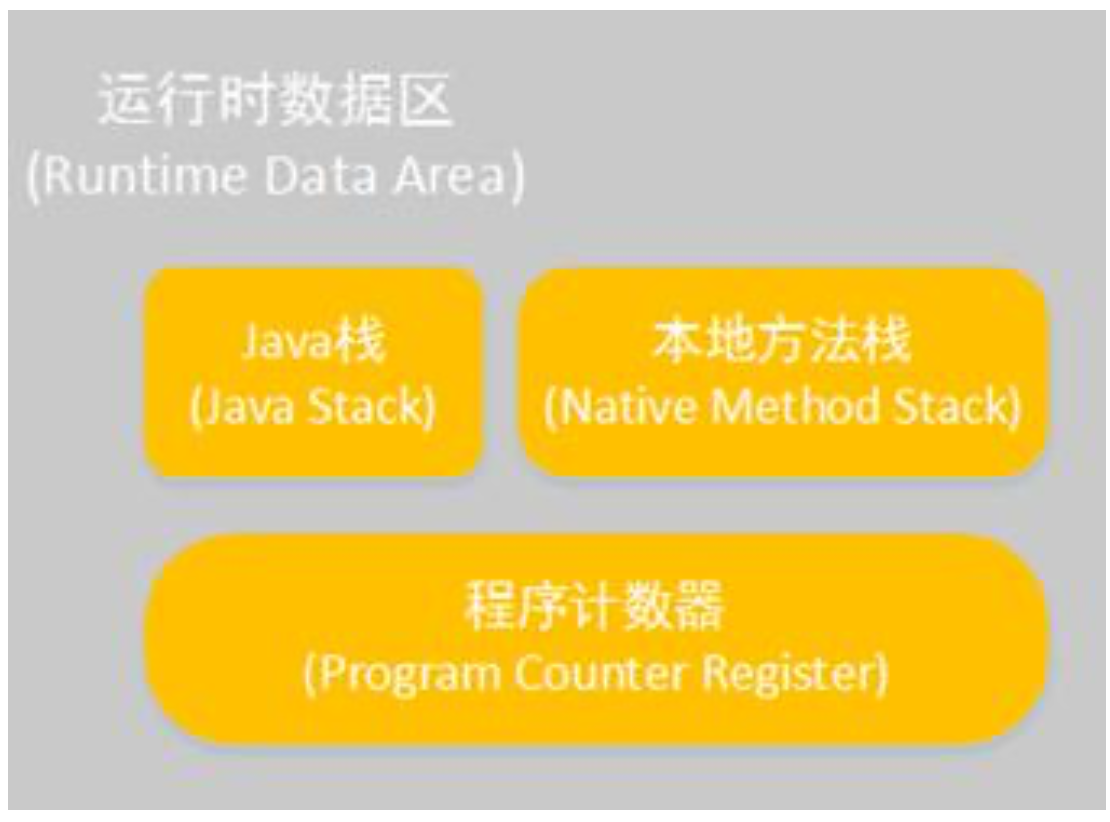 运行时数据区
(Runtime Data Area)
Java栈
(Java Stack)
本地方法栈
(Native Method Stack)
程序计数器
(Program Counter Register)